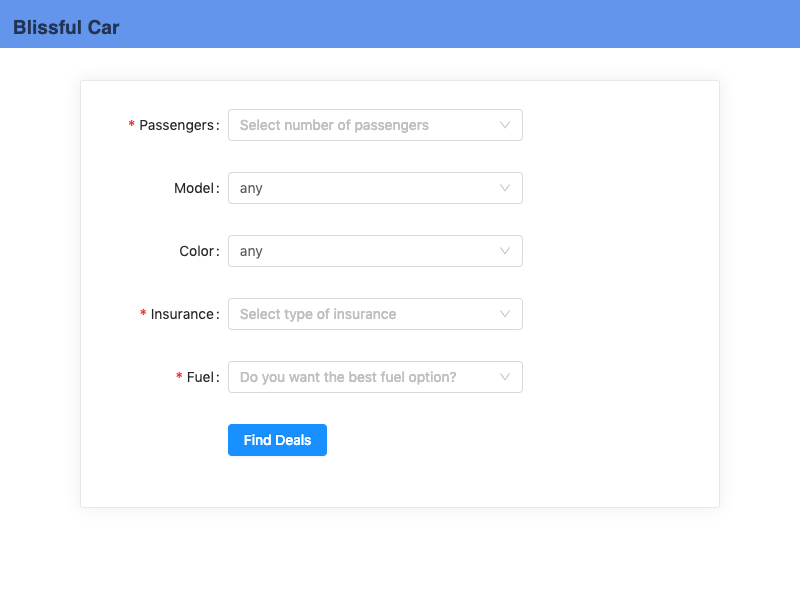 Blissful Car
* Passengers: Select number of passengers
Model: any
Color: any
* Insurance: Select type of insurance
* Fuel: Do you want the best fuel option?
Find Deals